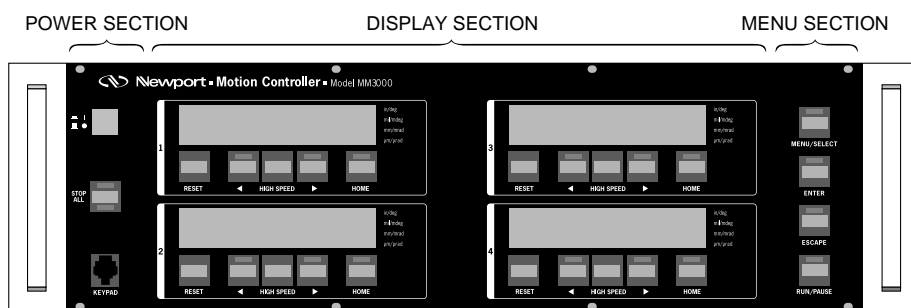 POWER SECTION DISPLAY SECTION MENU SECTION
Newport Motion Controller Model MM3000
1
in/deg
mil/mdeg
mm/mrad
µm/µrad
RESET ◄ HIGH SPEED ► HOME
3
in/deg
mil/mdeg
mm/mrad
µm/µrad
RESET ◄ HIGH SPEED ► HOME
MENU/SELECT
STOP
ALL
ENTER
2
in/deg
mil/mdeg
mm/mrad
µm/µrad
RESET ◄ HIGH SPEED ► HOME
4
in/deg
mil/mdeg
mm/mrad
µm/µrad
RESET ◄ HIGH SPEED ► HOME
ESCAPE
KEYPAD
RUN/PAUSE